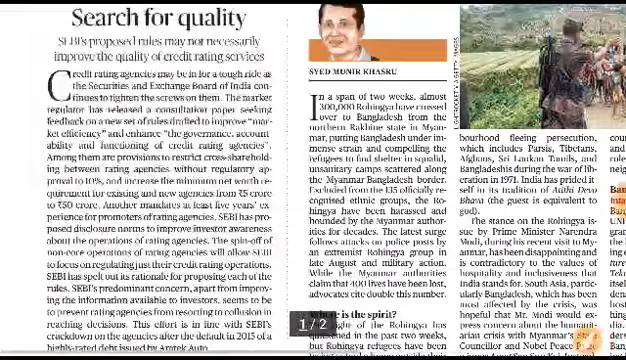 Search for quality
SEBI's proposed rules may not necessarily
improve the quality of credit rating services
Credit rating agencies may be in for a tough ride as
the Securities and Exchange Board of India con-
tinues to tighten the screws on them. The market
regulator has released a consultation paper seeking
feedback on a new set of rules drafted to improve "mar-
ket efficiency" and enhance "the governance, account
ability and functioning of credit rating agencies".
Among them are provisions to restrict cross-sharehold-
ing between rating agencies without regulatory ap-
proval to 10%, and increase the minimum net worth re-
quirement for existing and new agencies from ₹5 crore
to ₹50 crore. Another mandates at least five years' ex-
perience for promoters of rating agencies. SEBI has pro-
posed disclosure norms to improve investor awareness
about the operations of rating agencies. The spin-off of
non-core operations of rating agencies will allow SEBI
to focus on regulating just their credit rating operations.
SEBI has spelt out its rationale for proposing each of the
rules. SEBI's predominant concern, apart from improv-
ing the information available to investors, seems to be
to prevent rating agencies from resorting to collusion in
reaching decisions. This effort is in line with SEBI's
crackdown on the agencies after the default in 2015 of a
highly-rated debt issued by Amtek Auto
SYED MUNIR KHASRU
In a span of two weeks, almost
300,000 Rohingya have crossed
over to Bangladesh from the
northern Rakhine state in Myan-
mar, putting Bangladesh under im-
mense strain and compelling the
refugees to find shelter in squalid,
unsanitary camps scattered along
the Myanmar Bangladesh border.
Excluded from the 135 officially re-
cognised ethnic groups, the Ro-
hingya have been harassed and
hounded by the Myanmar author-
ities for decades. The latest surge
follows attacks on police posts by
an extremist Rohingya group in
late August and military action.
While the Myanmar authorities
claim that 400 lives have been lost,
advocates cite double this number.
is the spirit?
of the Rohingya has
in the past two weeks,
but Rohingya refugees have been
1/2
GETTY IMAGES
bourhood fleeing persecution,
which includes Parsis, Tibetans,
Afghans, Sri Lankan Tamils, and
Bangladeshis during the war of lib-
eration in 1971. India has prided it
self in its tradition of Atithi Devo
Bhava (the guest is equivalent to
god).
The stance on the Rohingya is-
sue by Prime Minister Narendra
Modi, during his recent visit to My-
anmar, has been disappointing and
is contradictory to the values of
hospitality and inclusiveness that
India stands for. South Asia, partic-
ularly Bangladesh, which has been
most affected by the crisis, was
hopeful that Mr. Modi would ex-
press concern about the humanit-
arian crisis with Myanmar's State
Councillor and Nobel Peace